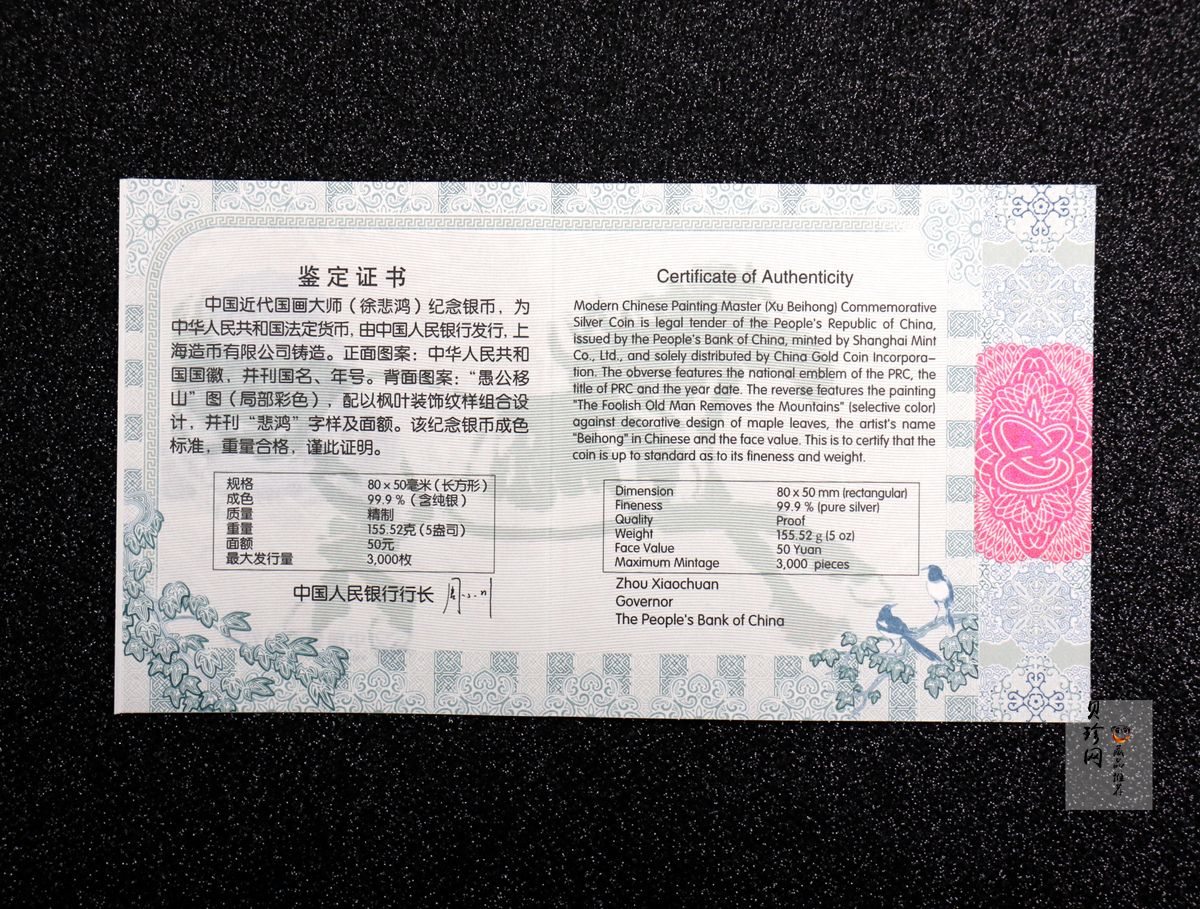 鉴定证书
中国近代国画大师（徐悲鸿）纪念银币，为
中华人民共和国法定货币，由中国人民银行发行，上
海造币有限公司铸造。正面图案：中华人民共和
国国徽，并刊国名、年号。背面图案：“愚公移
山”图（局部彩色），配以枫叶装饰纹样组合设
计，并刊“悲鸿”字样及面额。该纪念银币成色
标准，重量合格，谨此证明。
规格 80×50毫米（长方形）
成色 99.9％（含纯银）
质量 精制
重量 155.52克（5盎司）
面额 50元
最大发行量 3,000枚
中国人民银行行长
Certificate of Authenticity
Modern Chinese Painting Master (Xu Beihong) Commemorative
Silver Coin is legal tender of the People's Republic of China,
issued by the People's Bank of China, minted by Shanghai Mint
Co., Ltd., and solely distributed by China Gold Coin Incorpora-
tion. The obverse features the national emblem of the PRC, the
title of PRC and the year date. The reverse features the painting
"The Foolish Old Man Removes the Mountains" (selective color)
against decorative design of maple leaves, the artist's name
"Beihong" in Chinese and the face value. This is to certify that the
coin is up to standard as to its fineness and weight.
Dimension 80 x 50 mm (rectangular)
Fineness 99.9 % (pure silver)
Quality Proof
Weight 155.52 g (5 oz)
Face Value 50 Yuan
Maximum Mintage 3,000 pieces
Zhou Xiaochuan
Governor
The People's Bank of China
贝珍网